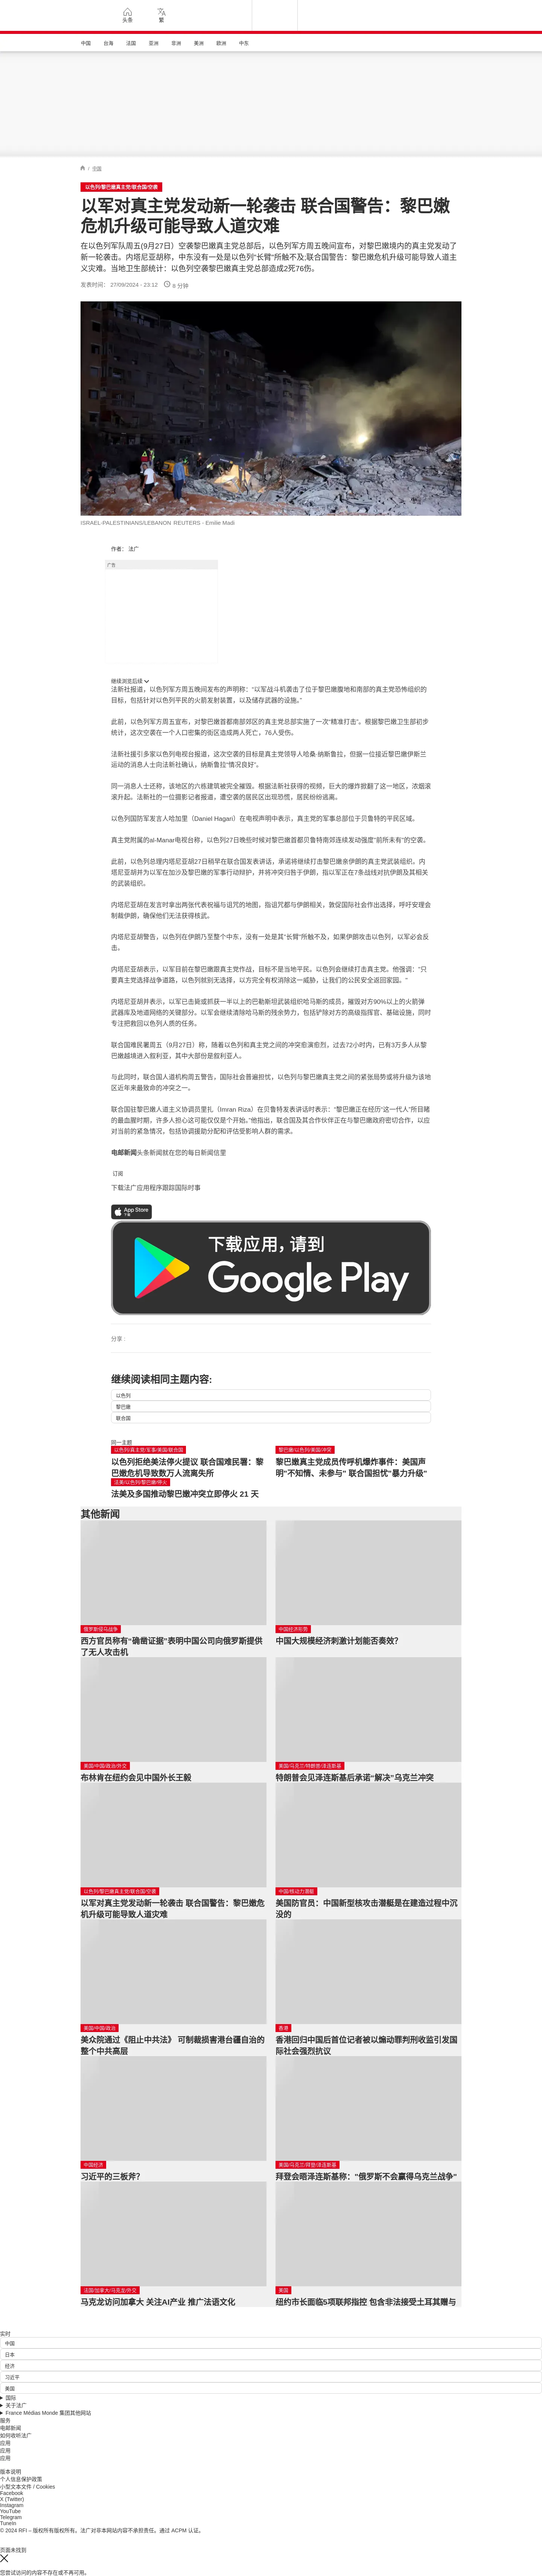 头条
繁
中国
台海
法国
亚洲
非洲
美洲
欧洲
中东
/ 中东
以色列/黎巴嫩真主党/联合国/空袭
以军对真主党发动新一轮袭击 联合国警告：黎巴嫩
危机升级可能导致人道灾难
在以色列军队周五(9月27日）空袭黎巴嫩真主党总部后，以色列军方周五晚间宣布，对黎巴嫩境内的真主党发动了
新一轮袭击。内塔尼亚胡称，中东没有一处是以色列"长臂"所触不及;联合国警告：黎巴嫩危机升级可能导致人道主
义灾难。当地卫生部统计：以色列空袭黎巴嫩真主党总部造成2死76伤。
发表时间： 27/09/2024 - 23:12
6 分钟
ISRAEL-PALESTINIANS/LEBANON REUTERS - Emilie Madi
作者： 法广
广告
继续浏览后续
法新社报道，以色列军方周五晚间发布的声明称："以军战斗机袭击了位于黎巴嫩腹地和南部的真主党恐怖组织的
目标，包括针对以色列平民的火箭发射装置，以及储存武器的设施。"
此前，以色列军方周五宣布，对黎巴嫩首都南部郊区的真主党总部实施了一次"精准打击"。根据黎巴嫩卫生部初步
统计，这次空袭在一个人口密集的街区造成两人死亡，76人受伤。
法新社援引多家以色列电视台报道，这次空袭的目标是真主党领导人哈桑·纳斯鲁拉，但据一位接近黎巴嫩伊斯兰
运动的消息人士向法新社确认，纳斯鲁拉"情况良好"。
同一消息人士还称，该地区的六栋建筑被完全摧毁。根据法新社获得的视频，巨大的爆炸掀翻了这一地区，浓烟滚
滚升起。法新社的一位摄影记者报道，遭空袭的居民区出现恐慌，居民纷纷逃离。
以色列国防军发言人哈加里（Daniel Hagari）在电视声明中表示，真主党的军事总部位于贝鲁特的平民区域。
真主党附属的al-Manar电视台称，以色列27日晚些时候对黎巴嫩首都贝鲁特南郊连续发动强度"前所未有"的空袭。
此前，以色列总理内塔尼亚胡27日稍早在联合国发表讲话，承诺将继续打击黎巴嫩亲伊朗的真主党武装组织。内
塔尼亚胡并为以军在加沙及黎巴嫩的军事行动辩护，并将冲突归咎于伊朗，指以军正在7条战线对抗伊朗及其相关
的武装组织。
内塔尼亚胡在发言时拿出两张代表祝福与诅咒的地图，指诅咒都与伊朗相关，敦促国际社会作出选择，呼吁安理会
制裁伊朗，确保他们无法获得核武。
内塔尼亚胡警告，以色列在伊朗乃至整个中东，没有一处是其"长臂"所触不及，如果伊朗攻击以色列，以军必会反
击。
内塔尼亚胡表示，以军目前在黎巴嫩跟真主党作战，目标不是当地平民。以色列会继续打击真主党。他强调："只
要真主党选择战争道路，以色列就别无选择，以方完全有权消除这一威胁，让我们的公民安全返回家园。"
内塔尼亚胡并表示，以军已击毙或抓获一半以上的巴勒斯坦武装组织哈马斯的成员，摧毁对方90%以上的火箭弹
武器库及地道网络的关键部分。以军会继续清除哈马斯的残余势力，包括铲除对方的高级指挥官、基础设施，同时
专注把救回以色列人质的任务。
联合国难民署周五（9月27日）称，随着以色列和真主党之间的冲突愈演愈烈，过去72小时内，已有3万多人从黎
巴嫩越境进入叙利亚，其中大部份是叙利亚人。
与此同时，联合国人道机构周五警告，国际社会普遍担忧，以色列与黎巴嫩真主党之间的紧张局势或将升级为该地
区近年来最致命的冲突之一。
联合国驻黎巴嫩人道主义协调员里扎（Imran Riza）在贝鲁特发表讲话时表示："黎巴嫩正在经历"这一代人"所目睹
的最血腥时期，许多人担心这可能仅仅是个开始。"他指出，联合国及其合作伙伴正在与黎巴嫩政府密切合作，以应
对当前的紧急情况，包括协调援助分配和评估受影响人群的需求。
电邮新闻头条新闻就在您的每日新闻信里
订阅
下载法广应用程序跟踪国际时事
App Store
下载应用，请到
Google Play
分享 :
继续阅读相同主题内容:
以色列
黎巴嫩
联合国
同一主题
以色列/真主党/军事/美国/联合国
以色列拒绝美法停火提议 联合国难民署：黎
巴嫩危机导致数万人流离失所
黎巴嫩/以色列/美国/冲突
黎巴嫩真主党成员传呼机爆炸事件：美国声
明"不知情、未参与" 联合国担忧"暴力升级"
法美/以色列/黎巴嫩/停火
法美及多国推动黎巴嫩冲突立即停火 21 天
其他新闻
俄罗斯侵乌战争
西方官员称有"确凿证据"表明中国公司向俄罗斯提供
了无人攻击机
中国经济形势
中国大规模经济刺激计划能否奏效?
美国/中国/政治/外交
布林肯在纽约会见中国外长王毅
美国/乌克兰/特朗普/泽连斯基
特朗普会见泽连斯基后承诺"解决"乌克兰冲突
以色列/黎巴嫩真主党/联合国/空袭
以军对真主党发动新一轮袭击 联合国警告：黎巴嫩危
机升级可能导致人道灾难
中国/核动力潜艇
美国防官员：中国新型核攻击潜艇是在建造过程中沉
没的
美国/中国/政治
美众院通过《阻止中共法》 可制裁损害港台疆自治的
整个中共高层
香港
香港回归中国后首位记者被以煽动罪判刑收监引发国
际社会强烈抗议
中国经济
习近平的三板斧?
美国/乌克兰/拜登/泽连斯基
拜登会晤泽连斯基称："俄罗斯不会赢得乌克兰战争"
法国/加拿大/马克龙/外交
马克龙访问加拿大 关注AI产业 推广法语文化
美国
纽约市长面临5项联邦指控 包含非法接受土耳其赠与
实时
中国
日本
经济
习近平
美国
国际
关于法广
France Médias Monde 集团其他网站
服务
电邮新闻
如何收听法广
应用
应用
应用
版本说明
个人信息保护政策
小型文本文件 / Cookies
Facebook
X (Twitter)
Instagram
YouTube
Telegram
TuneIn
© 2024 RFI – 版权所有版权所有。法广对非本网站内容不承担责任。通过 ACPM 认证。
页面未找到
您尝试访问的内容不存在或不再可用。